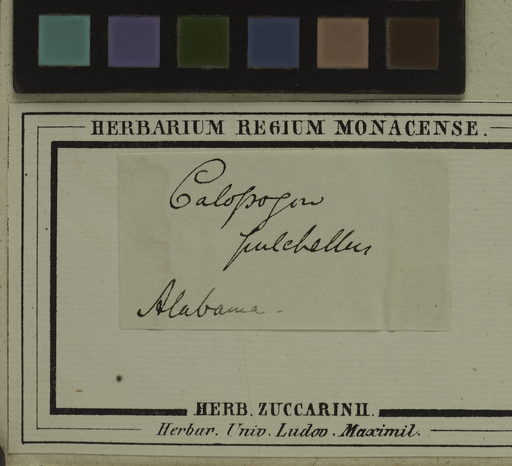 HERBARIUM REGIUM MONACENSE.
Calopogon
pulchellus
Alabama.
HERB. ZUCCARINII.
Herbar. Univ. Ludov. Maximil.